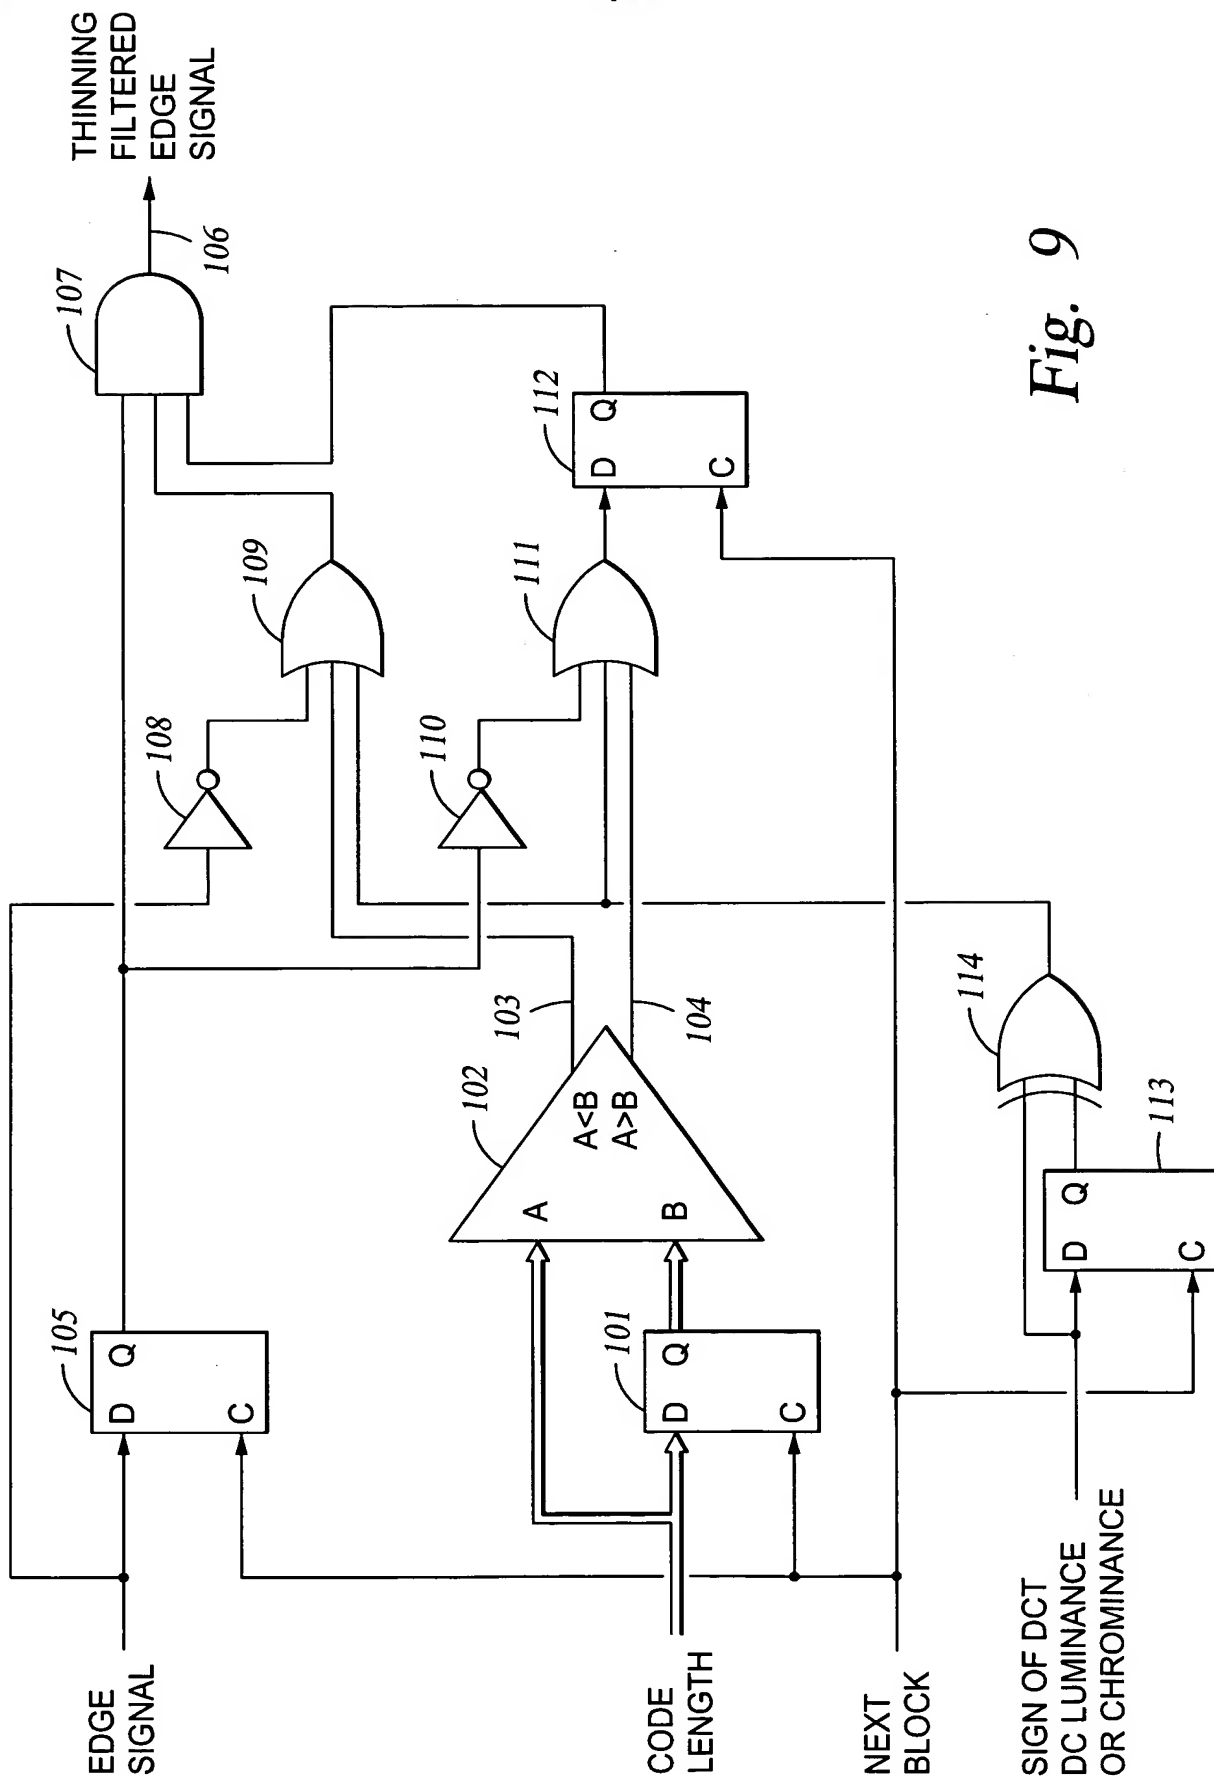 THINNING
FILTERED
EDGE
SIGNAL
106
107
109
108
112
D Q
C
111
110
103
104
102
A
B
A<B
A>B
114
113
D Q
C
105
D Q
C
101
D Q
C
EDGE
SIGNAL
CODE
LENGTH
NEXT
BLOCK
SIGN OF DCT
DC LUMINANCE
OR CHROMINANCE
Fig. 9